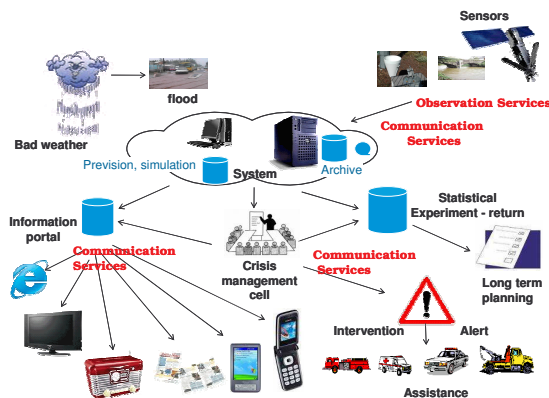 Sensors
flood
Bad weather
Observation Services
Communication
Services
Prevision, simulation
System
Archive
Information
portal
Statistical
Experiment - return
Communication
Services
Crisis
management
cell
Communication
Services
Long term
planning
Intervention
Alert
Assistance